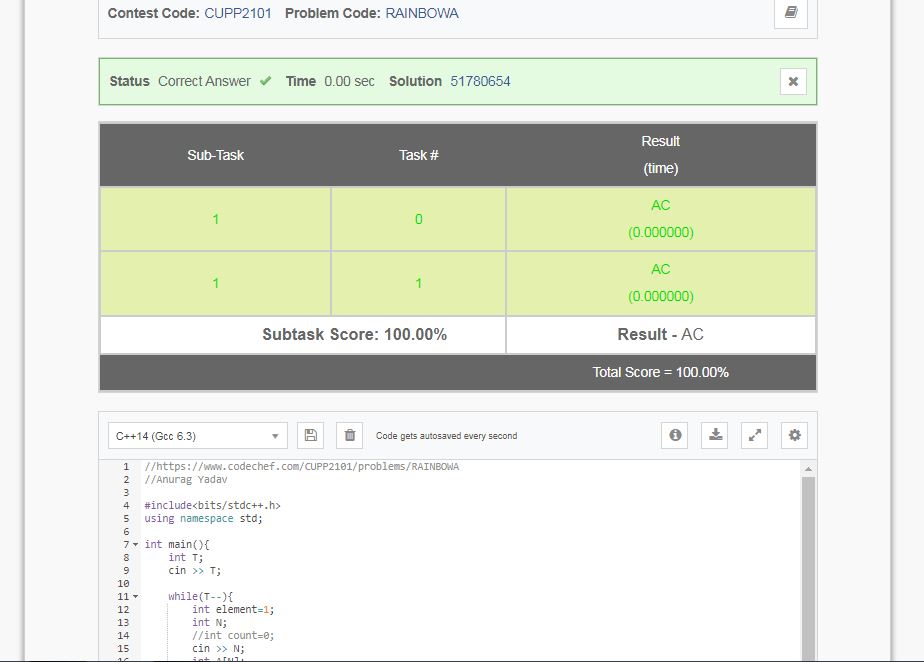 Contest Code: CUPP2101 Problem Code: RAINBOWA
Status Correct Answer ✔ Time 0.00 sec Solution 51780654
Sub-Task Task # Result
(time)
1 0 AC
(0.000000)
1 1 AC
(0.000000)
Subtask Score: 100.00% Result - AC
Total Score = 100.00%
C++14 (Gcc 6.3) Code gets autosaved every second
1 //https://www.codechef.com/CUPP2101/problems/RAINBOWA
2 //Anurag Yadav
3
4 #include<bits/stdc++.h>
5 using namespace std;
6
7 int main(){
8 int T;
9 cin >> T;
10
11 while(T--){
12 int element=1;
13 int N;
14 //int count=0;
15 cin >> N;
16 int A[N];